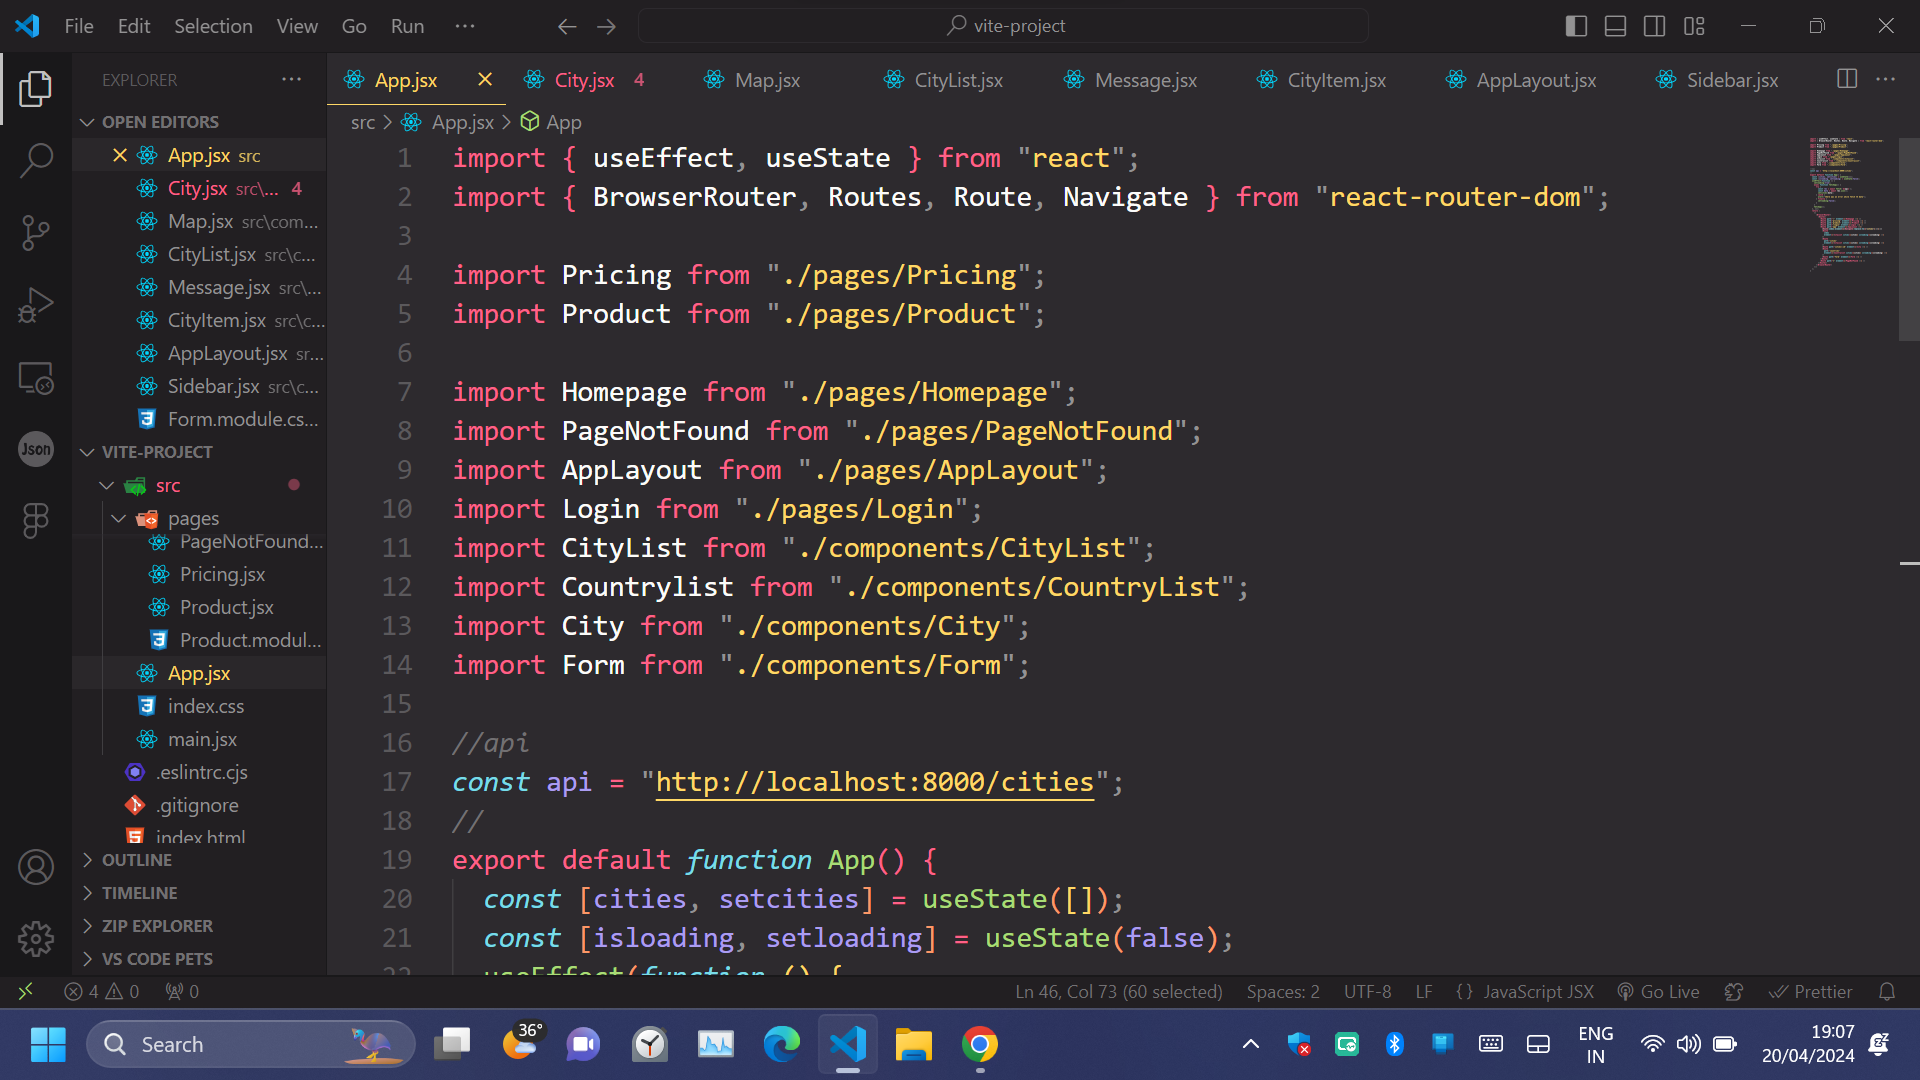 File Edit Selection View Go Run ···
vite-project
EXPLORER
App.jsx
City.jsx 4
Map.jsx
CityList.jsx
Message.jsx
CityItem.jsx
AppLayout.jsx
Sidebar.jsx
OPEN EDITORS
App.jsx src
City.jsx src\... 4
Map.jsx src\com...
CityList.jsx src\c...
Message.jsx src\...
CityItem.jsx src\c...
AppLayout.jsx sr...
Sidebar.jsx src\c...
Form.module.cs...
VITE-PROJECT
src
pages
PageNotFound...
Pricing.jsx
Product.jsx
Product.modul...
App.jsx
index.css
main.jsx
.eslintrc.cjs
.gitignore
index.html
OUTLINE
TIMELINE
ZIP EXPLORER
VS CODE PETS
Json
src > App.jsx > App
1 import { useEffect, useState } from "react";
2 import { BrowserRouter, Routes, Route, Navigate } from "react-router-dom";
3
4 import Pricing from "./pages/Pricing";
5 import Product from "./pages/Product";
6
7 import Homepage from "./pages/Homepage";
8 import PageNotFound from "./pages/PageNotFound";
9 import AppLayout from "./pages/AppLayout";
10 import Login from "./pages/Login";
11 import CityList from "./components/CityList";
12 import Countrylist from "./components/CountryList";
13 import City from "./components/City";
14 import Form from "./components/Form";
15
16 //api
17 const api = "http://localhost:8000/cities";
18 //
19 export default function App() {
20 const [cities, setcities] = useState([]);
21 const [isloading, setloading] = useState(false);
22 useEffect(function () {
4 0 0
Ln 46, Col 73 (60 selected) Spaces: 2 UTF-8 LF {} JavaScript JSX Go Live Prettier
Search
36°
ENG
IN
19:07
20/04/2024